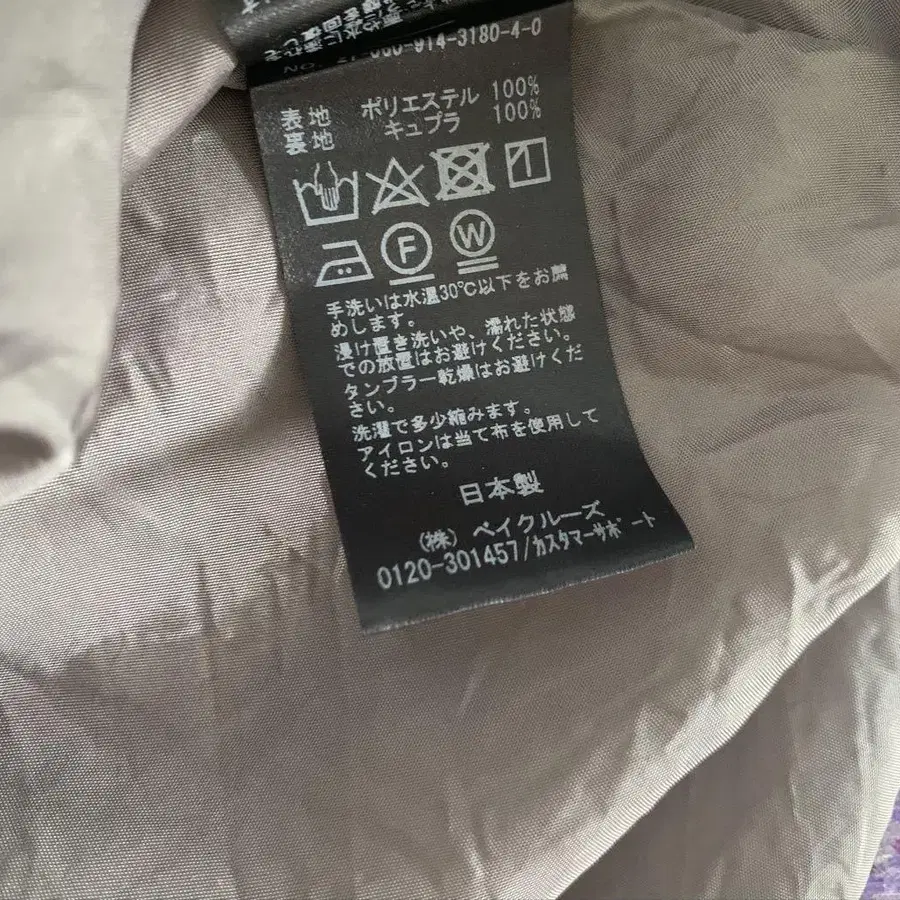 060-914-3180-4-0
表地 ポリエステル 100%
裏地 キュプラ 100%
F W
手洗いは水温30℃以下をお薦
めします。
浸け置き洗いや、濡れた状態
での放置はお避けください。
タンブラー乾燥はお避けくだ
さい。
洗濯で多少縮みます。
アイロンは当て布を使用して
ください。
日本製
(株) ベイクルーズ
0120-301457/カスタマーサポート